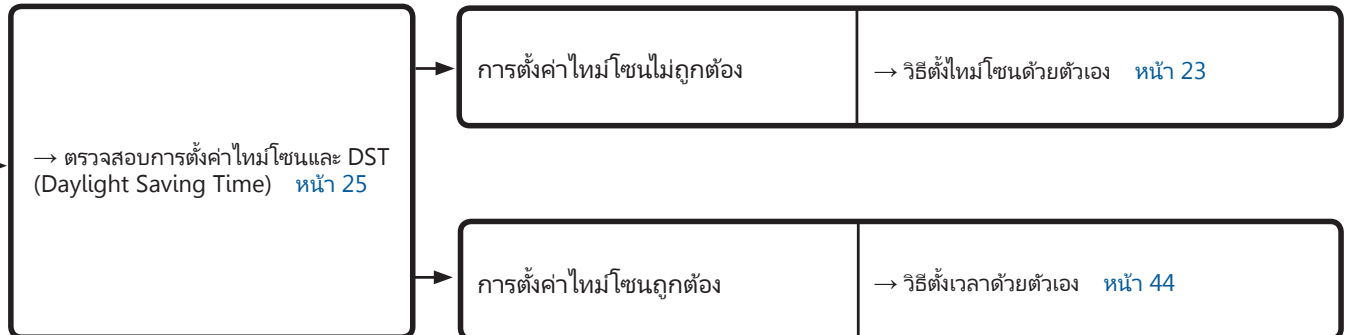 การตั้งค่าไทม์โซนไม่ถูกต้อง → วิธีตั้งไทม์โซนด้วยตัวเอง หน้า 23
→ ตรวจสอบการตั้งค่าไทม์โซนและ DST
(Daylight Saving Time) หน้า 25
การตั้งค่าไทม์โซนถูกต้อง → วิธีตั้งเวลาด้วยตัวเอง หน้า 44